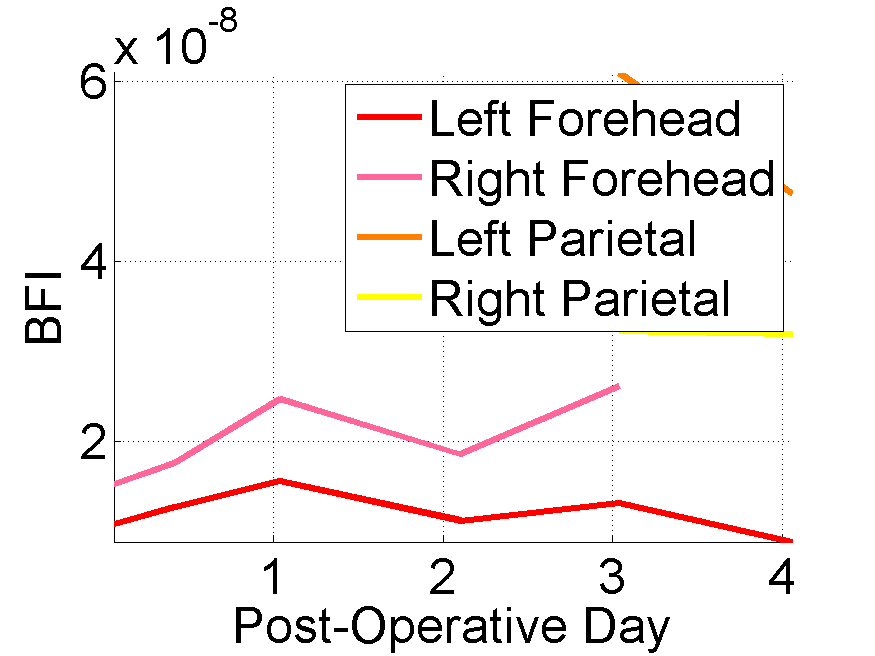 x 10-8
6
4
2
BFI
Left Forehead
Right Forehead
Left Parietal
Right Parietal
1 2 3 4
Post-Operative Day